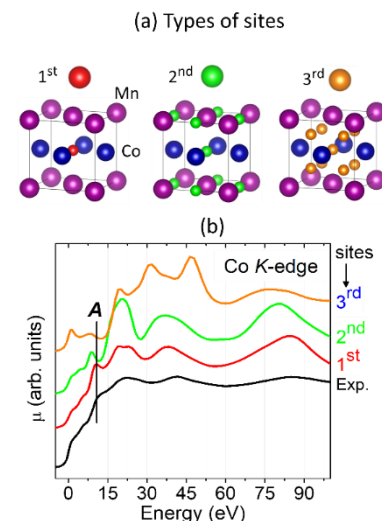 (a) Types of sites
1st 2nd 3rd
Mn
Co
(b)
Co K-edge
sites
A
3rd
2nd
1st
Exp.
μ (arb. units)
0 15 30 45 60 75 90
Energy (eV)